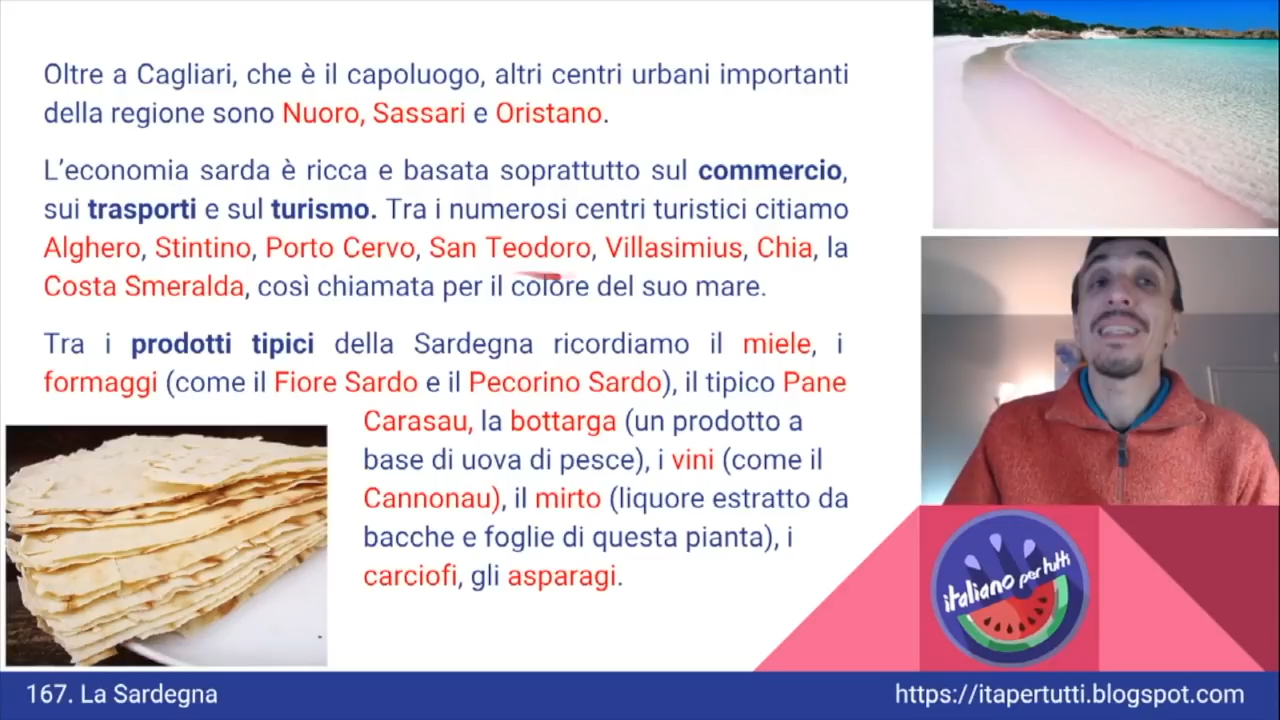 Oltre a Cagliari, che è il capoluogo, altri centri urbani importanti
della regione sono Nuoro, Sassari e Oristano.
L'economia sarda è ricca e basata soprattutto sul commercio,
sui trasporti e sul turismo. Tra i numerosi centri turistici citiamo
Alghero, Stintino, Porto Cervo, San Teodoro, Villasimius, Chia, la
Costa Smeralda, così chiamata per il colore del suo mare.
Tra i prodotti tipici della Sardegna ricordiamo il miele, i
formaggi (come il Fiore Sardo e il Pecorino Sardo), il tipico Pane
Carasau, la bottarga (un prodotto a
base di uova di pesce), i vini (come il
Cannonau), il mirto (liquore estratto da
bacche e foglie di questa pianta), i
carciofi, gli asparagi.
italiano per tutti
167. La Sardegna
https://itapertutti.blogspot.com